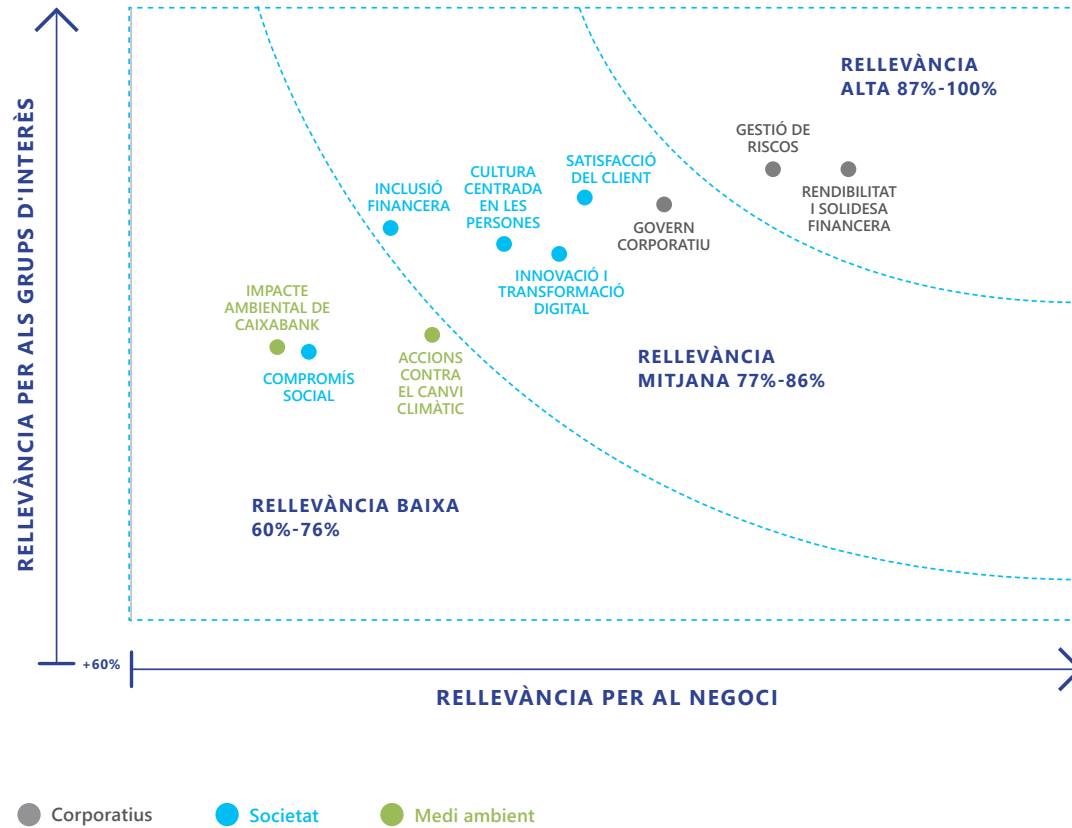 RELLEVÀNCIA PER ALS GRUPS D'INTERÈS
RELLEVÀNCIA
ALTA 87%-100%
GESTIÓ DE
RISCOS
RENDIBILITAT
I SOLIDESA
FINANCERA
SATISFACCIÓ
DEL CLIENT
GOVERN
CORPORATIU
CULTURA
CENTRADA
EN LES
PERSONES
INCLUSIÓ
FINANCERA
INNOVACIÓ I
TRANSFORMACIÓ
DIGITAL
IMPACTE
AMBIENTAL DE
CAIXABANK
COMPROMÍS
SOCIAL
ACCIONS
CONTRA
EL CANVI
CLIMÀTIC
RELLEVÀNCIA
MITJANA 77%-86%
RELLEVÀNCIA BAIXA
60%-76%
+60%
RELLEVÀNCIA PER AL NEGOCI
Corporatius
Societat
Medi ambient